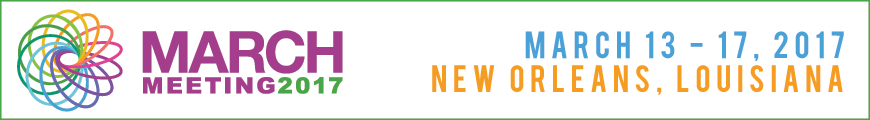 MARCH
MEETING2017
MARCH 13 – 17, 2017
NEW ORLEANS, LOUISIANA